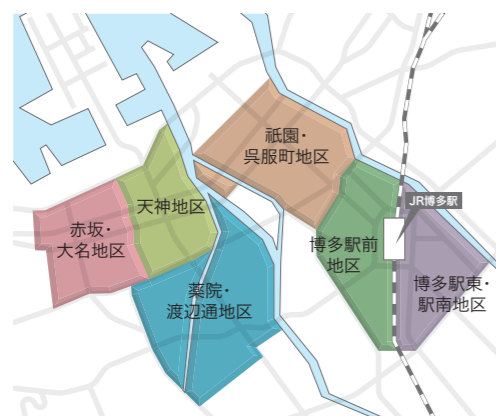 祇園・
呉服町地区
JR博多駅
天神地区
赤坂・
大名地区
博多駅前
地区
博多駅東・
駅南地区
薬院・
渡辺通地区